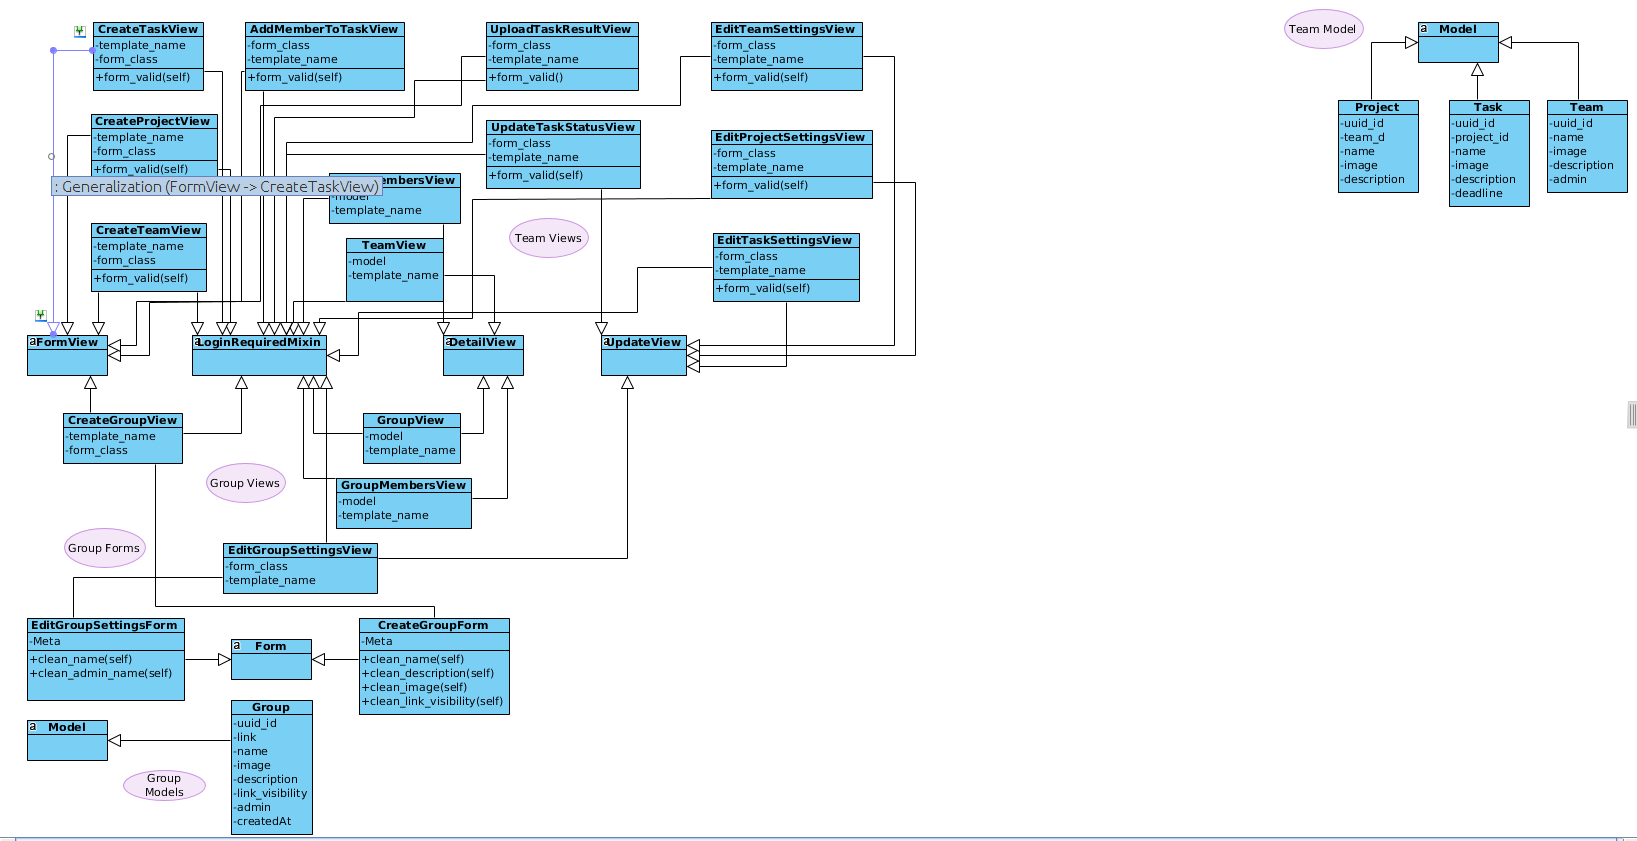 CreateTaskView
-template_name
-form_class
+form_valid(self)
AddMemberToTaskView
-form_class
-template_name
+form_valid(self)
UploadTaskResultView
-form_class
-template_name
+form_valid()
EditTeamSettingsView
-form_class
-template_name
+form_valid(self)
Team Model
a
Model
Project
-uuid_id
-team_d
-name
-image
-description
Task
-uuid_id
-project_id
-name
-image
-description
-deadline
Team
-uuid_id
-name
-image
-description
-admin
CreateProjectView
-template_name
-form_class
+form_valid(self)
: Generalization (FormView -> CreateTaskView)
-template_name
UpdateTaskStatusView
-form_class
-template_name
+form_valid(self)
EditProjectSettingsView
-form_class
-template_name
+form_valid(self)
CreateTeamView
-template_name
-form_class
+form_valid(self)
TeamView
-model
-template_name
Team Views
EditTaskSettingsView
-form_class
-template_name
+form_valid(self)
a
FormView
a
LoginRequiredMixin
a
DetailView
a
UpdateView
CreateGroupView
-template_name
-form_class
GroupView
-model
-template_name
Group Views
GroupMembersView
-model
-template_name
Group Forms
EditGroupSettingsView
-form_class
-template_name
EditGroupSettingsForm
-Meta
+clean_name(self)
+clean_admin_name(self)
a
Form
CreateGroupForm
-Meta
+clean_name(self)
+clean_description(self)
+clean_image(self)
+clean_link_visibility(self)
a
Model
Group
-uuid_id
-link
-name
-image
-description
-link_visibility
-admin
-createdAt
Group
Models